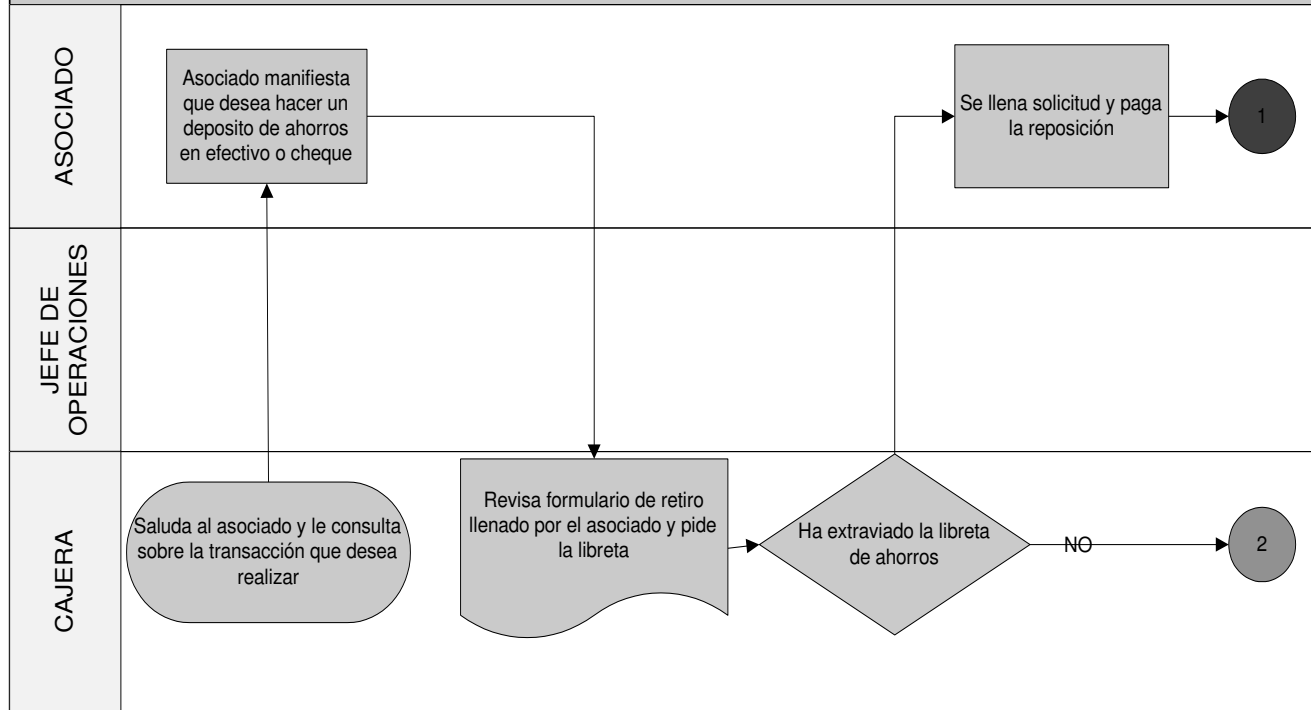 ASOCIADO
Asociado manifiesta
que desea hacer un
deposito de ahorros
en efectivo o cheque
Se llena solicitud y paga
la reposición
1
JEFE DE
OPERACIONES
CAJERA
Saluda al asociado y le consulta
sobre la transacción que desea
realizar
Revisa formulario de retiro
llenado por el asociado y pide
la libreta
Ha extraviado la libreta
de ahorros
NO
2